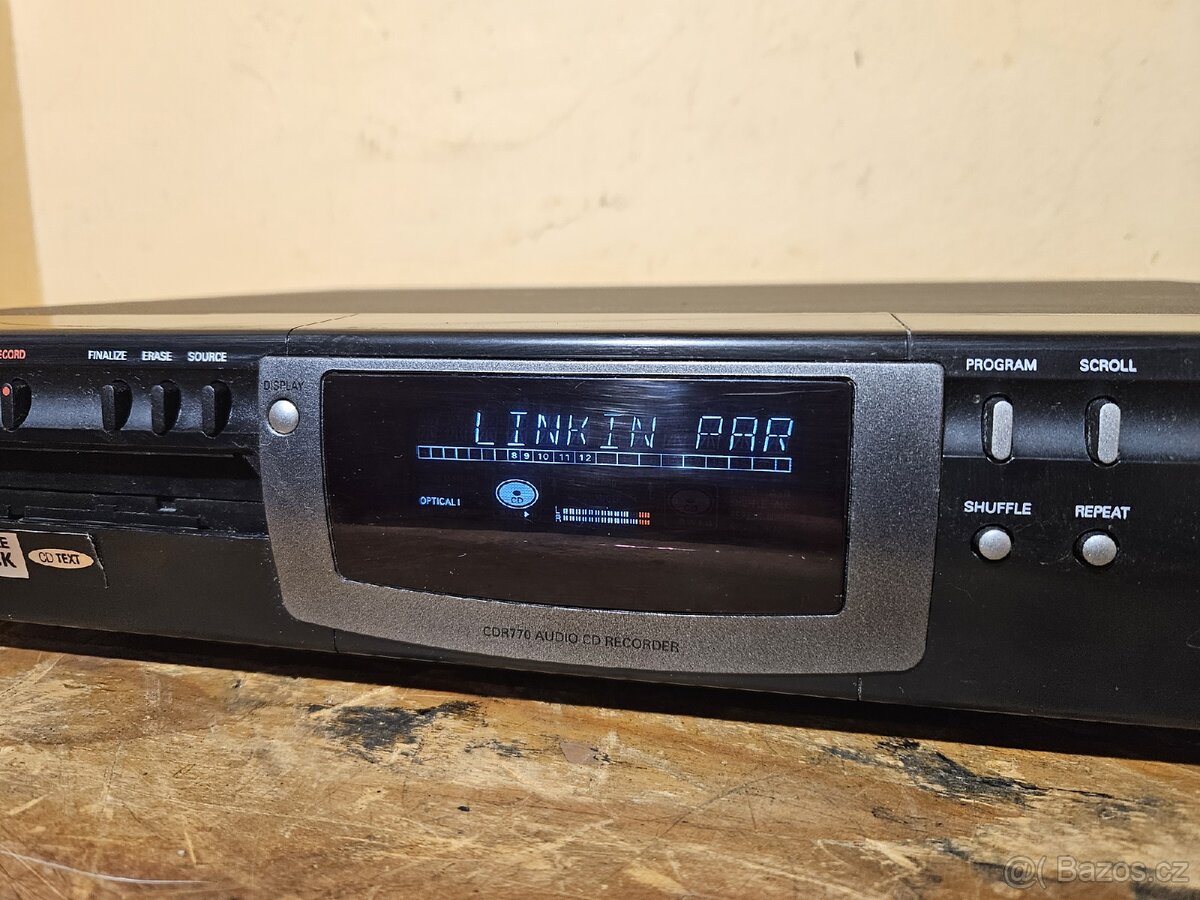 RECORD
FINALIZE ERASE SOURCE
DISPLAY
PROGRAM SCROLL
LINKIN PAR
8 9 10 11 12
OPTICAL I
CD
L
R
SHUFFLE REPEAT
CD TEXT
CDR770 AUDIO CD RECORDER
@( Bazos.cz